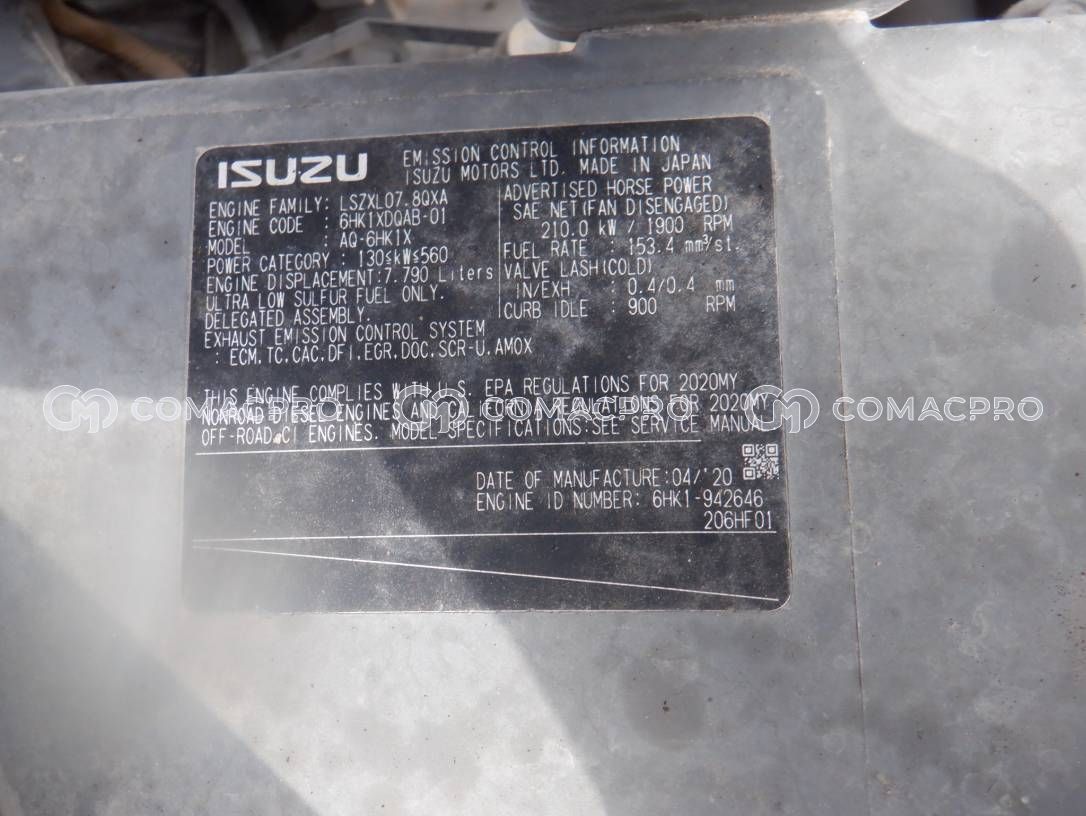 ISUZU
EMISSION CONTROL INFORMATION
ISUZU MOTORS LTD. MADE IN JAPAN
ENGINE FAMILY: LSZXL07.8QXA
ENGINE CODE : 6HK1XDQAB-01
MODEL : AQ-6HK1X
POWER CATEGORY : 130≤kW≤560
ENGINE DISPLACEMENT:7.790 Liters
ULTRA LOW SULFUR FUEL ONLY.
DELEGATED ASSEMBLY.
EXHAUST EMISSION CONTROL SYSTEM
: ECM,TC,CAC,DFI,EGR,DOC,SCR-U,AMOX
ADVERTISED HORSE POWER
SAE NET(FAN DISENGAGED)
210.0 kW / 1900 RPM
FUEL RATE : 153.4 mm³/st.
VALVE LASH(COLD)
IN/EXH : 0.4/0.4 mm
CURB IDLE : 900 RPM
THIS ENGINE COMPLIES WITH U.S. EPA REGULATIONS FOR 2020MY
NONROAD DIESEL ENGINES AND CALIFORNIA REGULATIONS FOR 2020MY
OFF-ROAD CI ENGINES. MODEL SPECIFICATIONS:SEE SERVICE MANUAL
DATE OF MANUFACTURE:04/'20
ENGINE ID NUMBER: 6HK1-942646
206HF01
COMACPRO COMACPRO COMACPRO